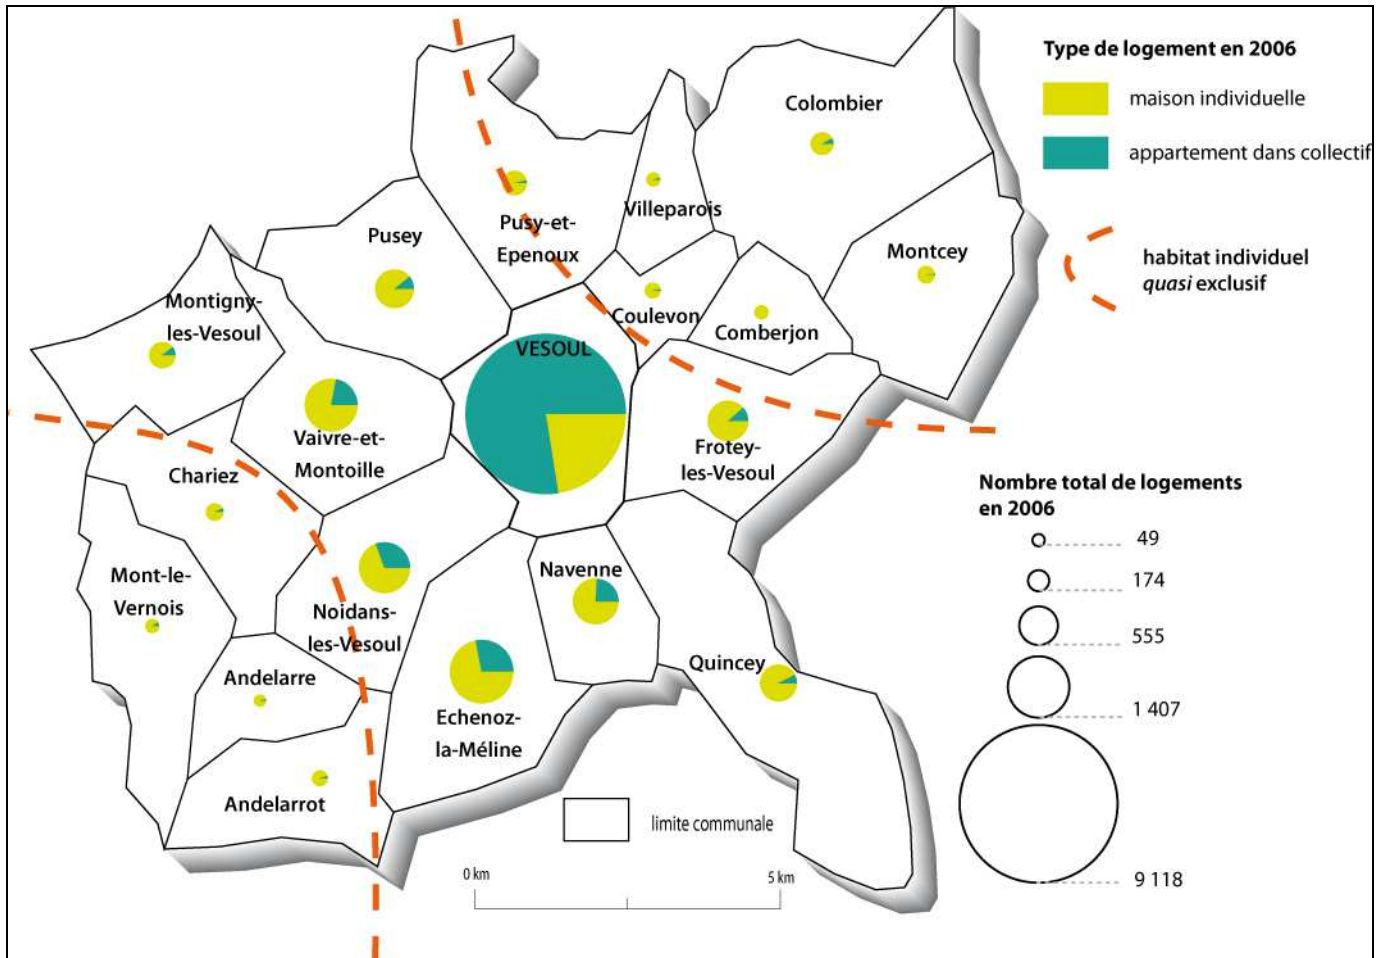 Type de logement en 2006
maison individuelle
appartement dans collectif
habitat individuel
quasi exclusif
Colombier
Villeparois
Pusy-et-
Epenoux
Pusey
Montcey
Montigny-
les-Vesoul
Coulevon
Comberjon
VESOUL
Vaivre-et-
Montoille
Frotey-
les-Vesoul
Chariez
Mont-le-
Vernois
Noidans-
les-Vesoul
Navenne
Quincey
Andelarre
Echenoz-
la-Méline
Andelarrot
Nombre total de logements
en 2006
49
174
555
1 407
9 118
limite communale
0 km
5 km